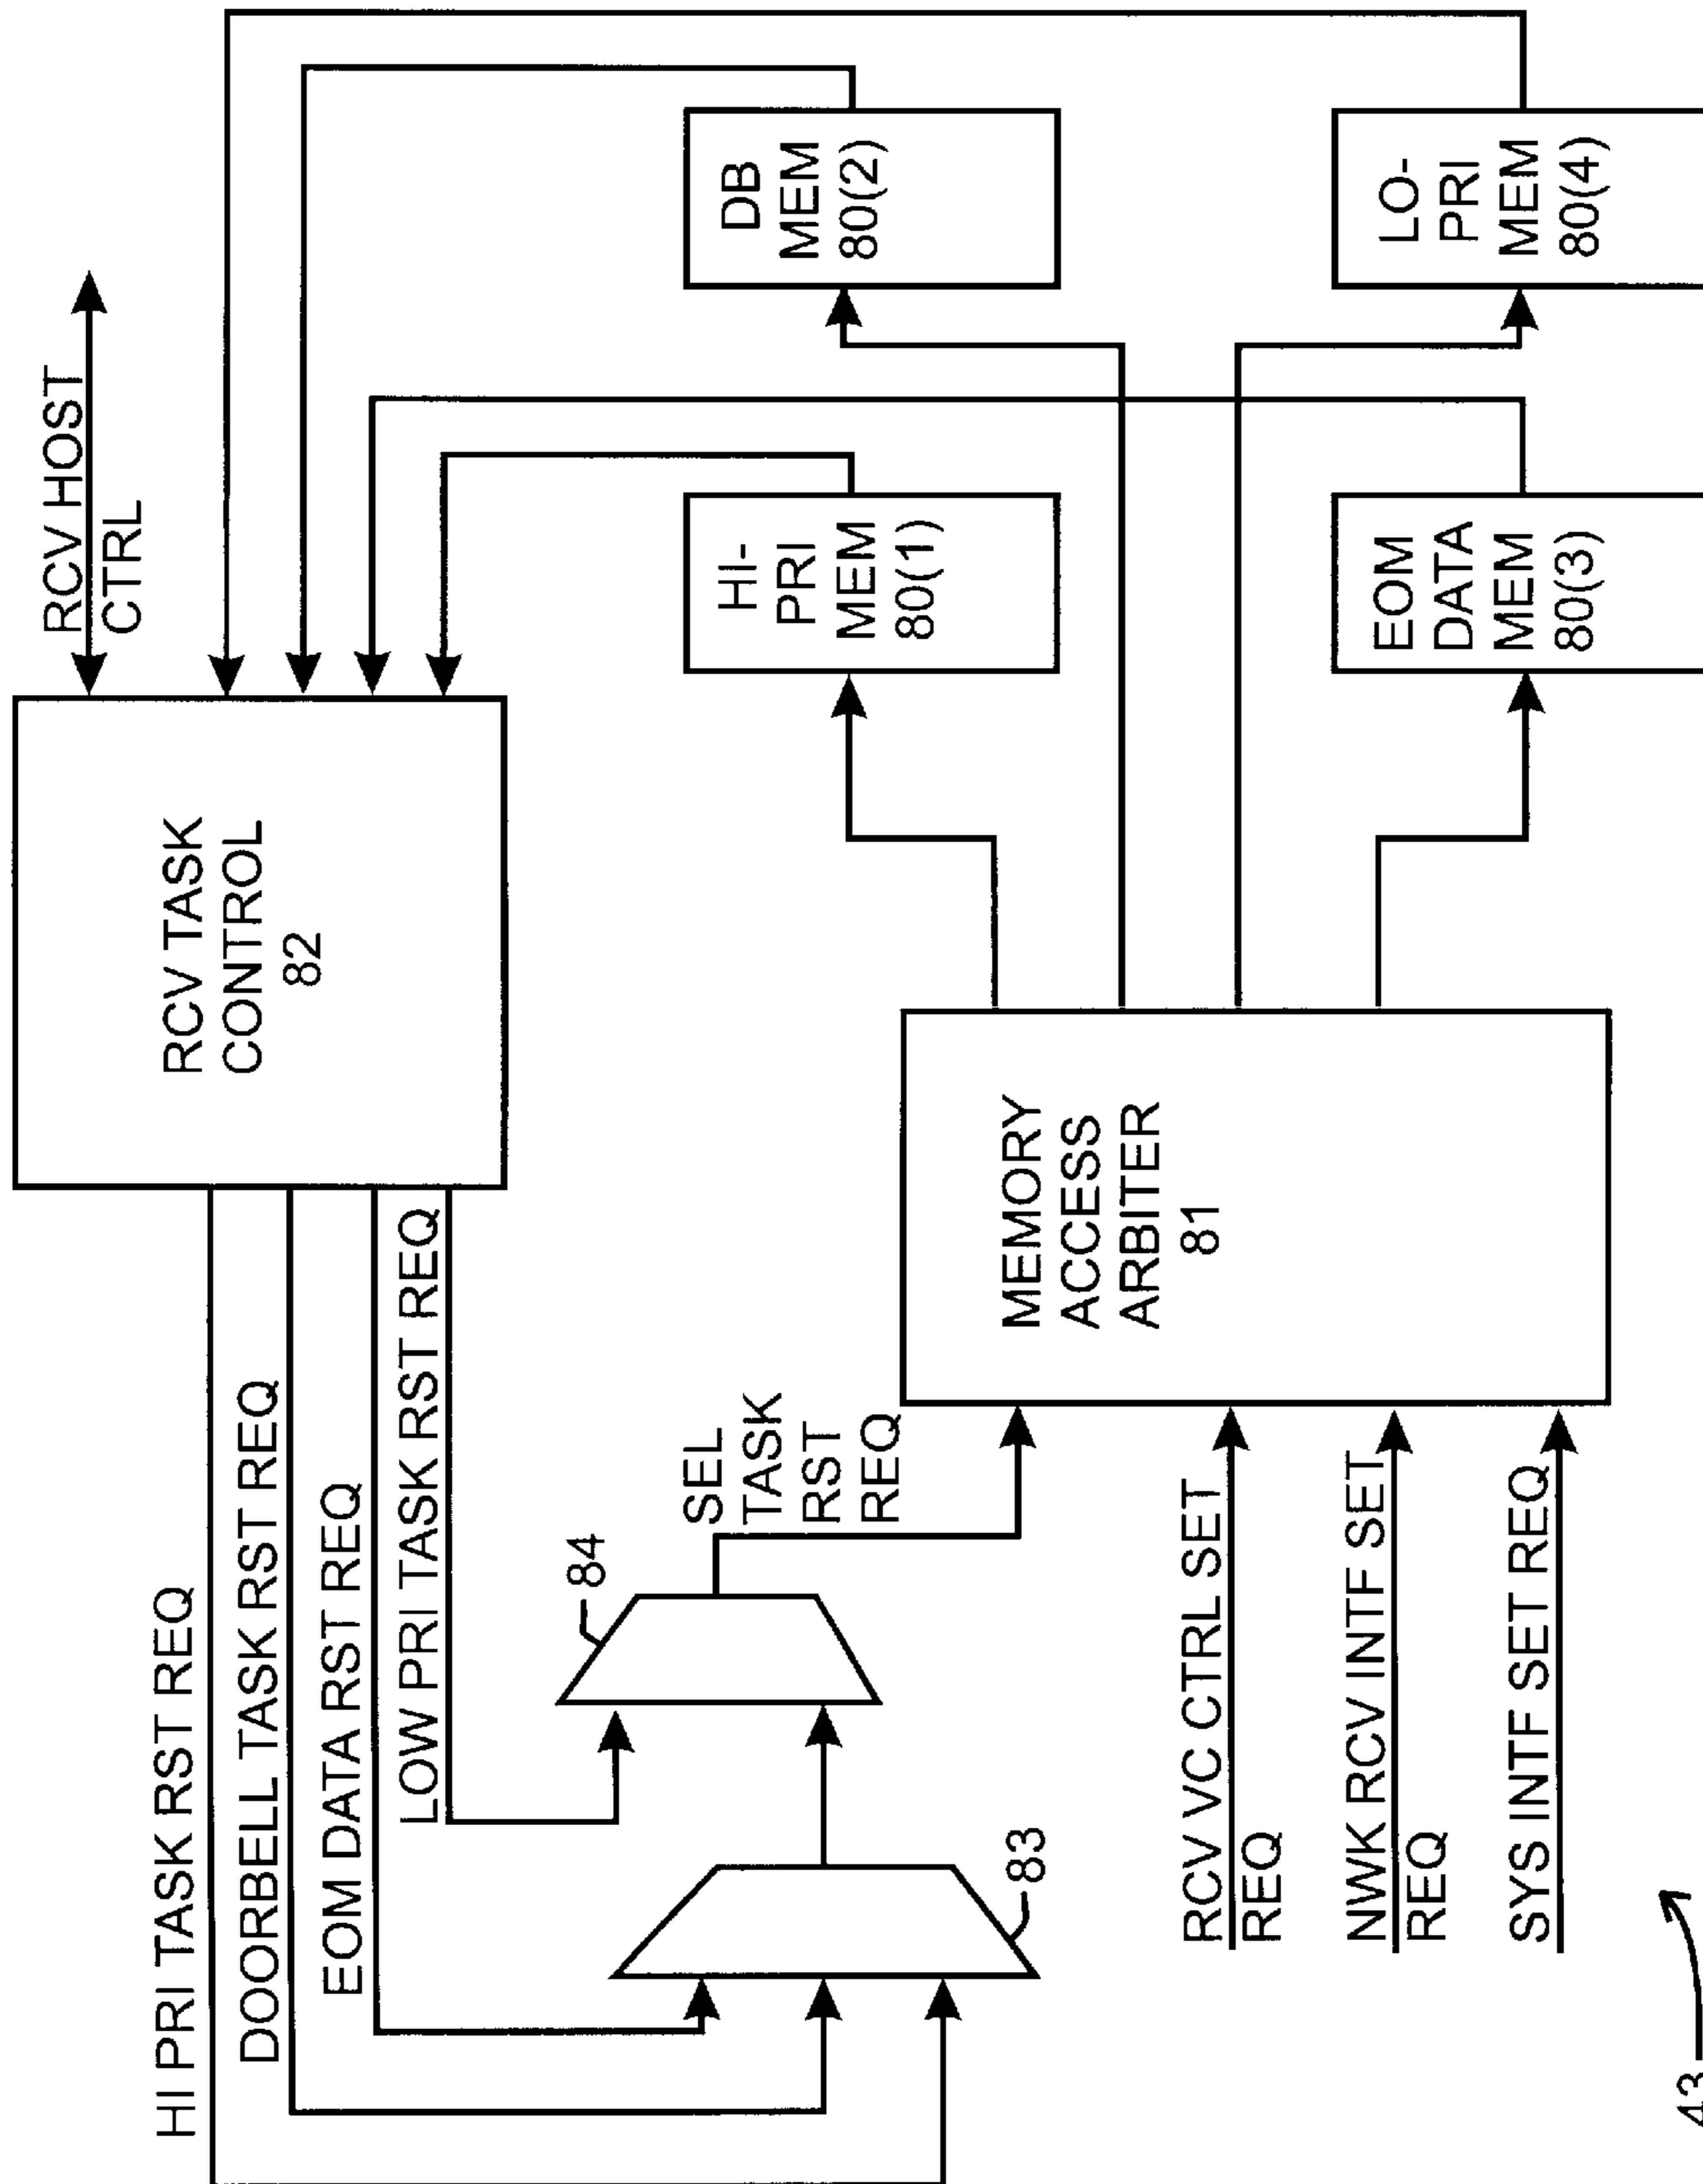 RCV HOST
CTRL
RCV TASK
CONTROL
82
HI PRI TASK RST REQ
DOORBELL TASK RST REQ
EOM DATA RST REQ
LOW PRI TASK RST REQ
DB
MEM
80(2)
HI-
PRI
MEM
80(1)
LO-
PRI
MEM
80(4)
EOM
DATA
MEM
80(3)
MEMORY
ACCESS
ARBITER
81
SEL
TASK
RST
REQ
84
83
RCV VC CTRL SET
REQ
NWK RCV INTF SET
REQ
SYS INTF SET REQ
43